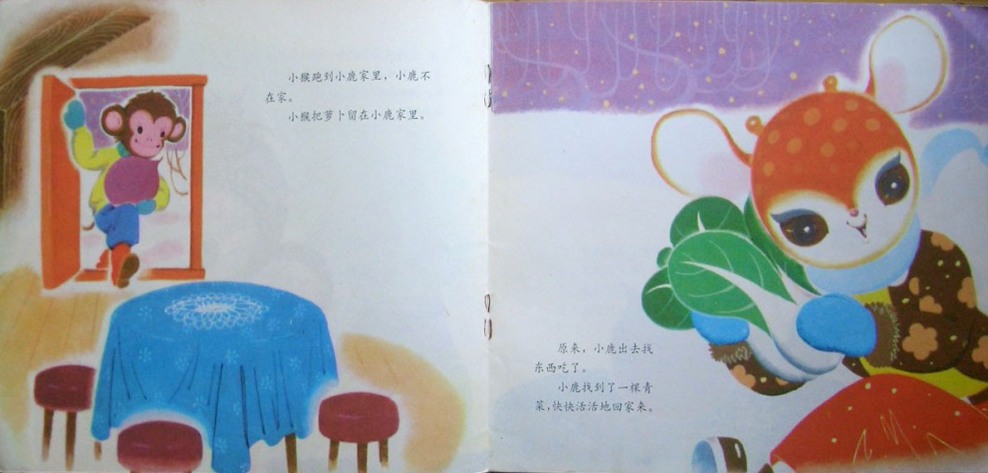 小猴跑到小鹿家里，小鹿不
在家。
小猴把萝卜留在小鹿家里。
原来，小鹿出去找
东西吃了。
小鹿找到了一棵青
菜，快快活活地回家来。